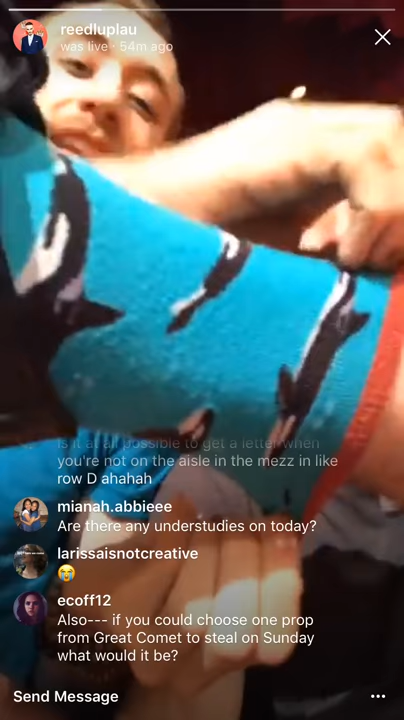 reedluplau
was live · 54m ago
is it at all possible to get a letter when
you're not on the aisle in the mezz in like
row D ahahah
mianah.abbieee
Are there any understudies on today?
larissaisnotcreative
😭
ecoff12
Also--- if you could choose one prop
from Great Comet to steal on Sunday
what would it be?
Send Message